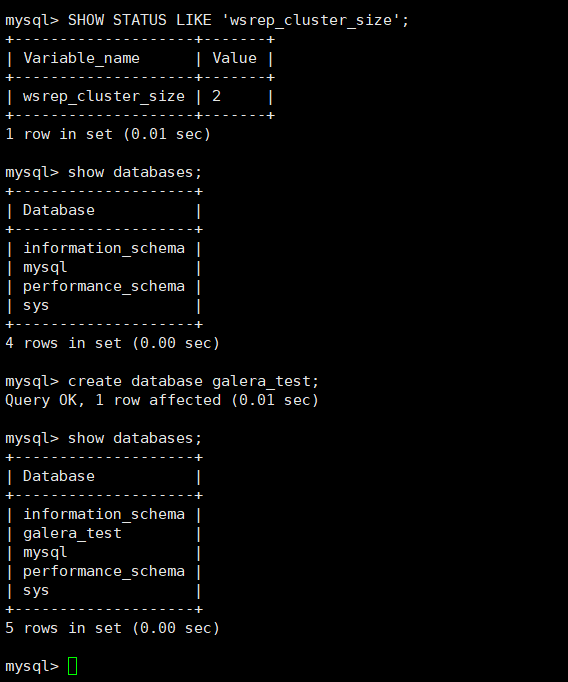 mysql> SHOW STATUS LIKE 'wsrep_cluster_size';
+--------------------+-------+
| Variable_name      | Value |
+--------------------+-------+
| wsrep_cluster_size | 2     |
+--------------------+-------+
1 row in set (0.01 sec)

mysql> show databases;
+--------------------+
| Database           |
+--------------------+
| information_schema |
| mysql              |
| performance_schema |
| sys                |
+--------------------+
4 rows in set (0.00 sec)

mysql> create database galera_test;
Query OK, 1 row affected (0.01 sec)

mysql> show databases;
+--------------------+
| Database           |
+--------------------+
| information_schema |
| galera_test        |
| mysql              |
| performance_schema |
| sys                |
+--------------------+
5 rows in set (0.00 sec)

mysql>